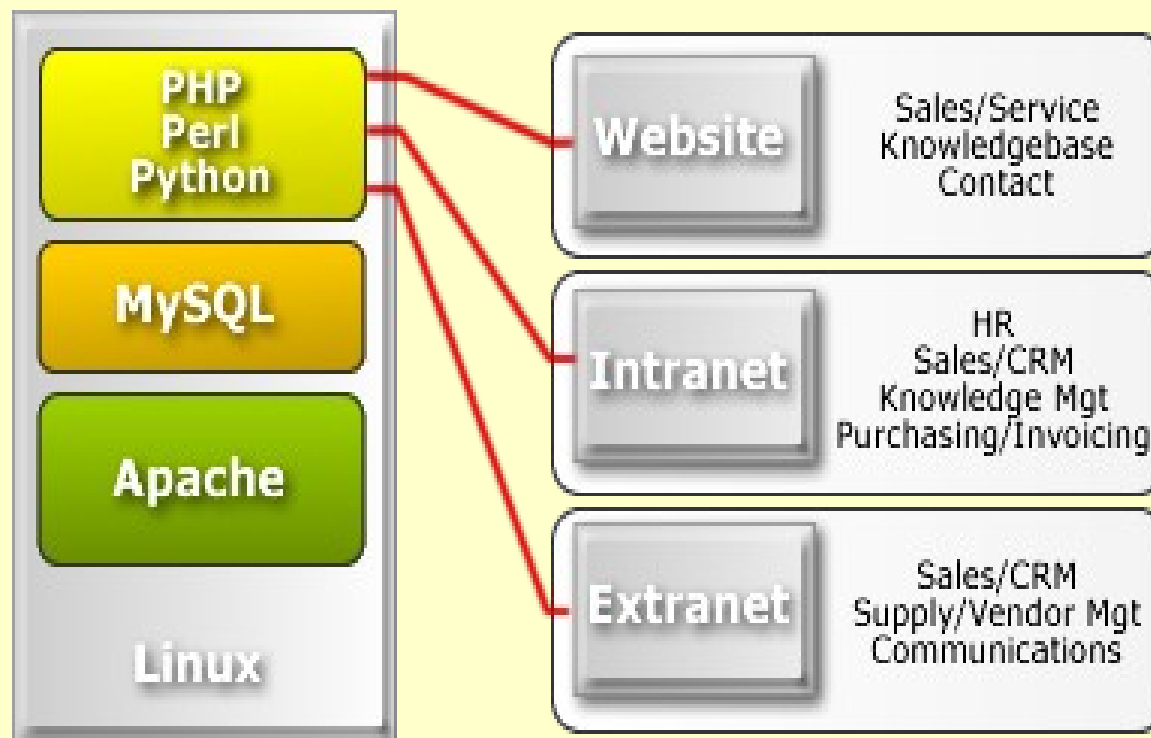 PHP
Perl
Python
MySQL
Apache
Linux
Website
Sales/Service
Knowledgebase
Contact
Intranet
HR
Sales/CRM
Knowledge Mgt
Purchasing/Invoicing
Extranet
Sales/CRM
Supply/Vendor Mgt
Communications